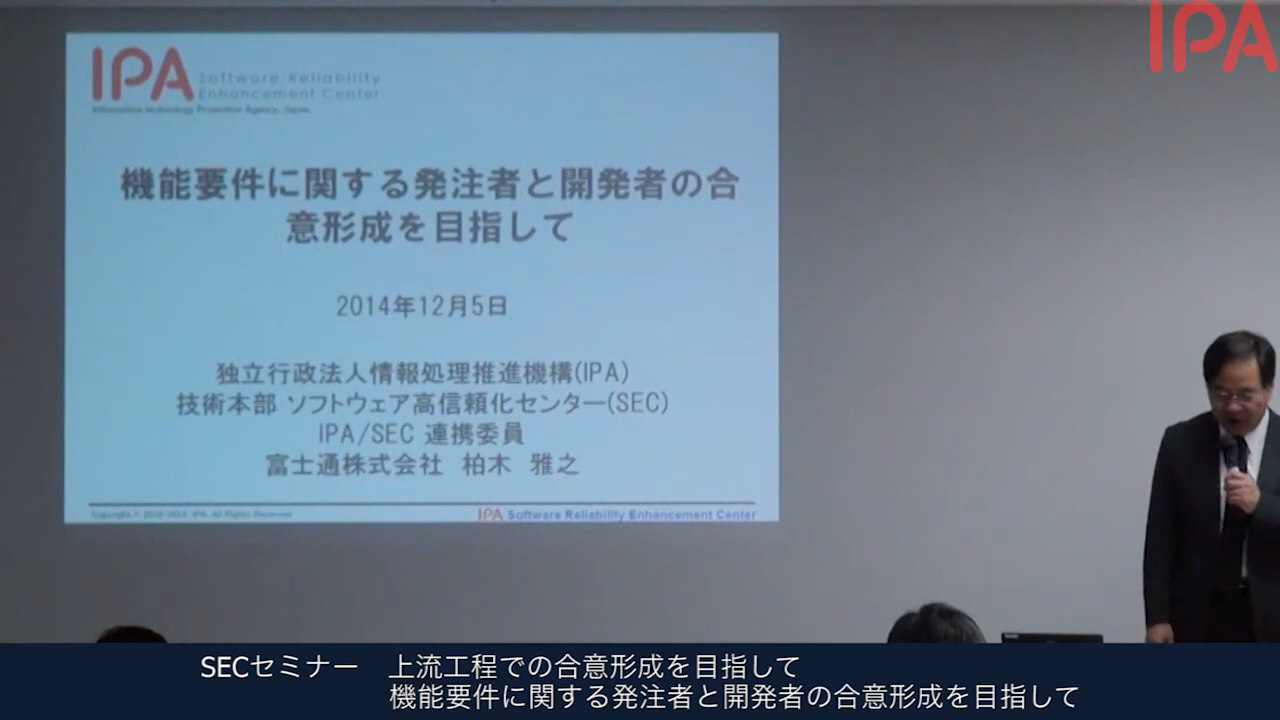 IPA
IPA Software Reliability
Enhancement Center
Information-technology Promotion Agency, Japan
機能要件に関する発注者と開発者の合
意形成を目指して
2014年12月5日
独立行政法人情報処理推進機構(IPA)
技術本部 ソフトウェア高信頼化センター(SEC)
IPA/SEC 連携委員
富士通株式会社 柏木 雅之
IPA Software Reliability Enhancement Center
SECセミナー 上流工程での合意形成を目指して
機能要件に関する発注者と開発者の合意形成を目指して